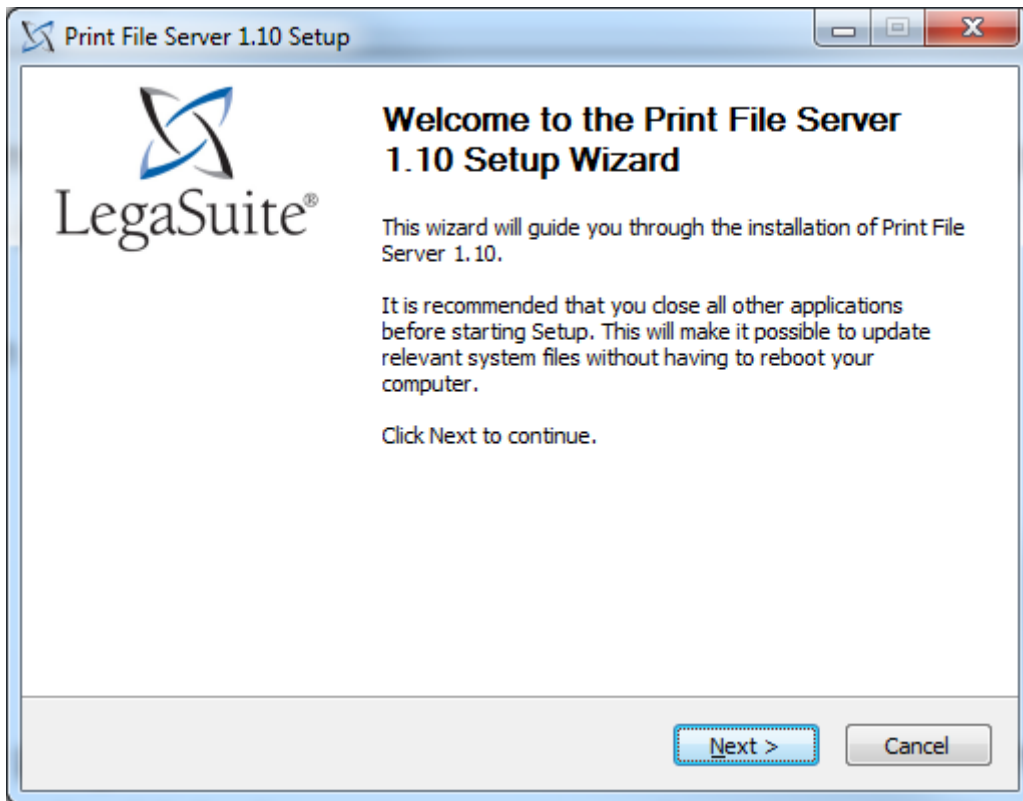 Print File Server 1.10 Setup
LegaSuite®
Welcome to the Print File Server
1.10 Setup Wizard
This wizard will guide you through the installation of Print File
Server 1.10.
It is recommended that you close all other applications
before starting Setup. This will make it possible to update
relevant system files without having to reboot your
computer.
Click Next to continue.
Next >
Cancel